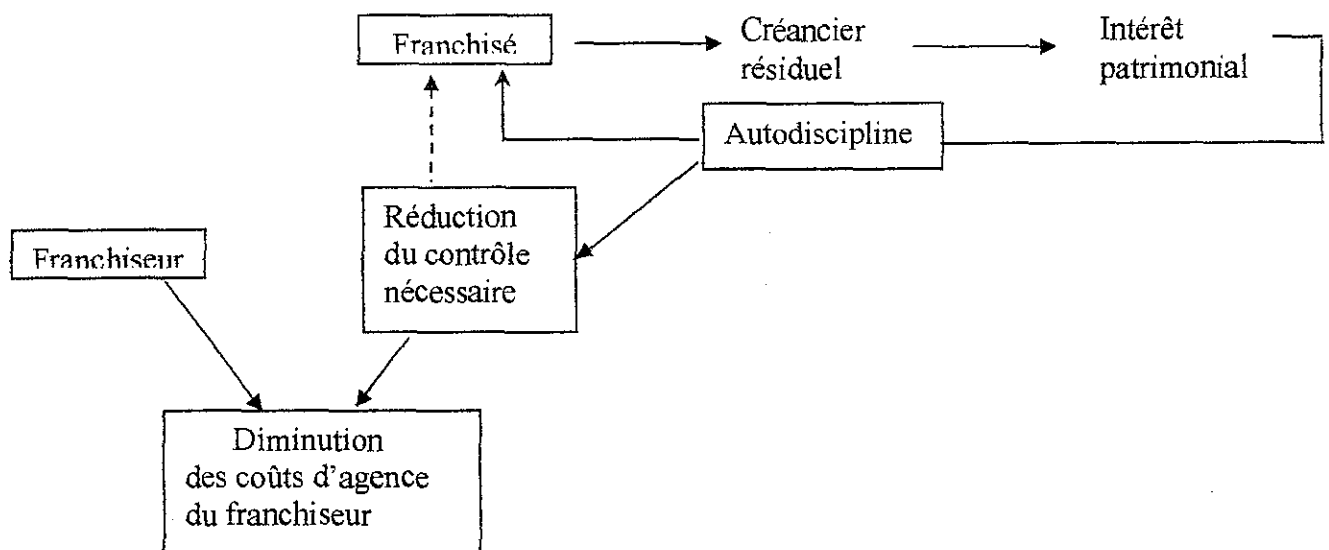 Franchisé
Créancier
résiduel
Intérêt
patrimonial
Autodiscipline
Réduction
du contrôle
nécessaire
Franchiseur
Diminution
des coûts d'agence
du franchiseur